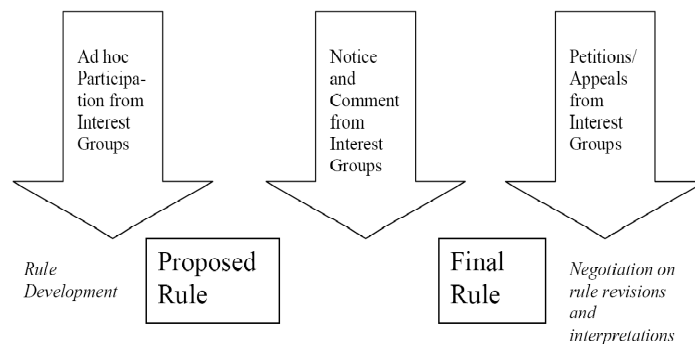 Ad hoc
Participa-
tion from
Interest
Groups
Notice
and
Comment
from
Interest
Groups
Petitions/
Appeals
from
Interest
Groups
Rule
Development
Proposed
Rule
Final
Rule
Negotiation on
rule revisions
and
interpretations